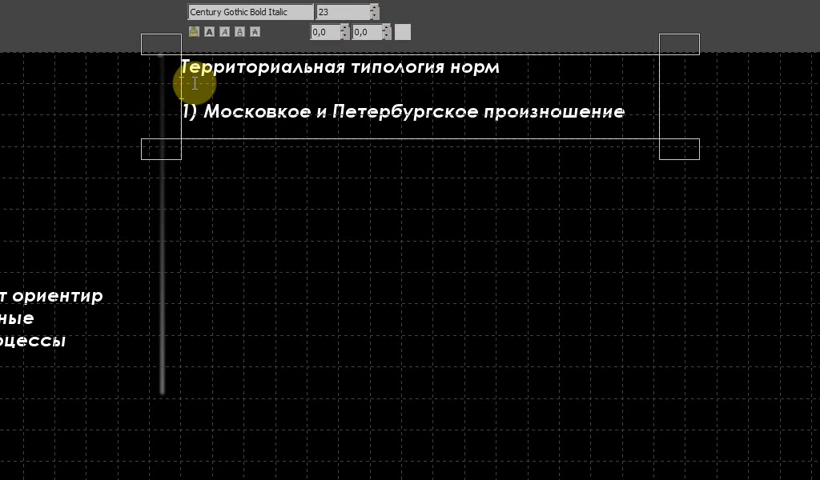 Century Gothic Bold Italic 23
A A A A 0,0 0,0
Территориальная типология норм
1) Московкое и Петербургское произношение
т ориентир
ные
оцессы